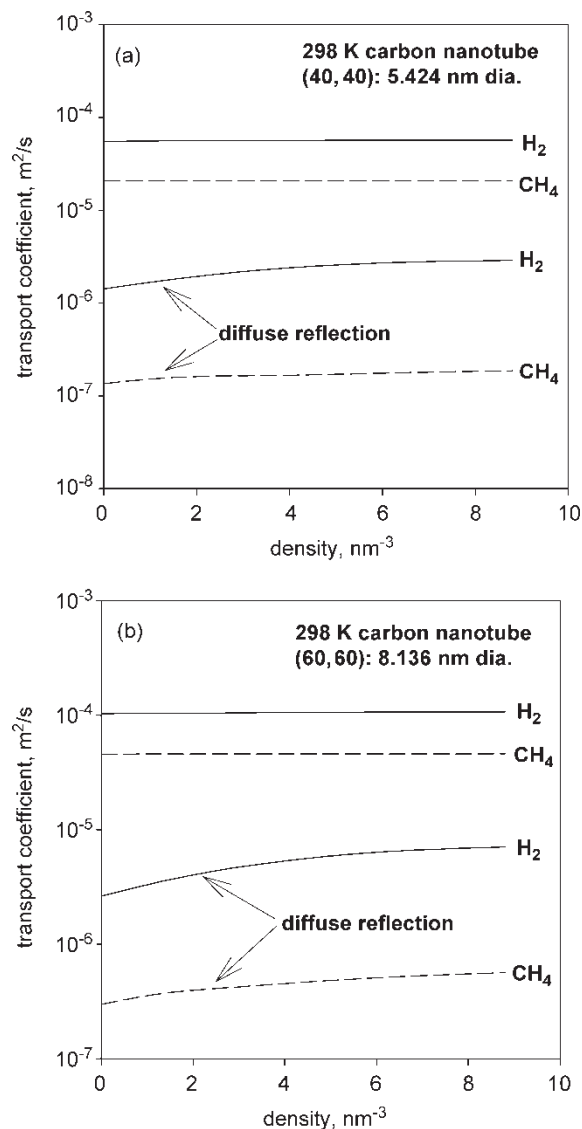 10⁻³
(a)
298 K carbon nanotube
(40, 40): 5.424 nm dia.
10⁻⁴
H₂
CH₄
10⁻⁵
H₂
10⁻⁶
diffuse reflection
10⁻⁷
CH₄
10⁻⁸
0 2 4 6 8 10
transport coefficient, m²/s
density, nm⁻³
10⁻³
(b)
298 K carbon nanotube
(60, 60): 8.136 nm dia.
10⁻⁴
H₂
CH₄
10⁻⁵
H₂
diffuse reflection
10⁻⁶
CH₄
10⁻⁷
0 2 4 6 8 10
transport coefficient, m²/s
density, nm⁻³